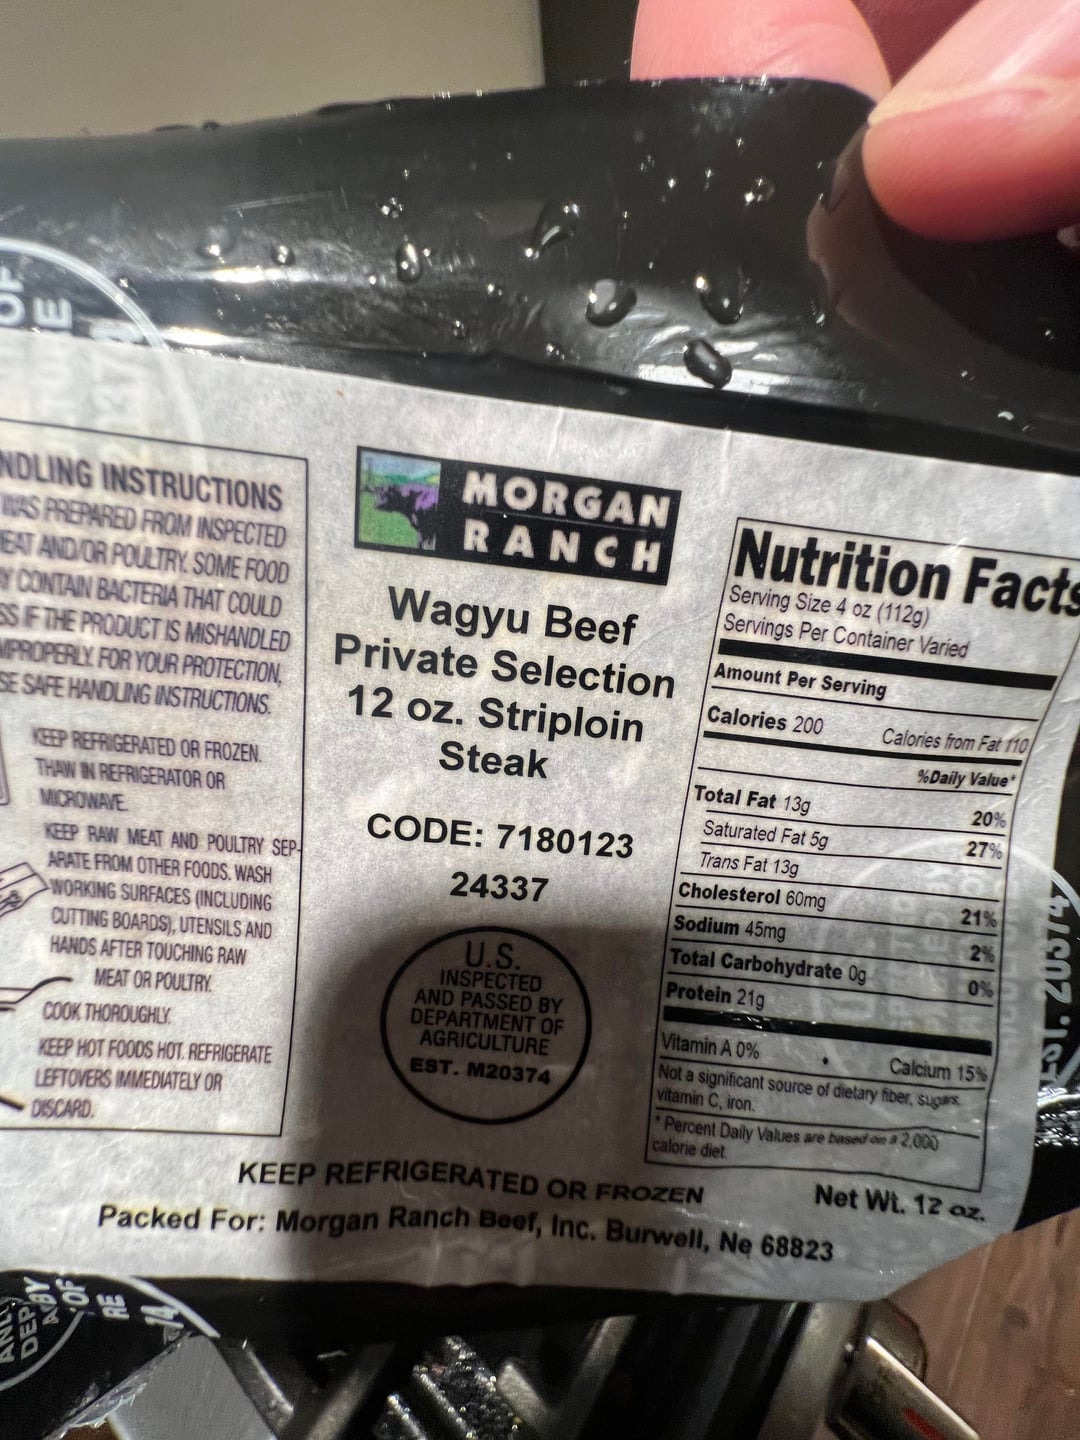 OF
E
NDLING INSTRUCTIONS
WAS PREPARED FROM INSPECTED
EAT AND/OR POULTRY. SOME FOOD
Y CONTAIN BACTERIA THAT COULD
SS IF THE PRODUCT IS MISHANDLED
MPROPERLY. FOR YOUR PROTECTION,
SE SAFE HANDLING INSTRUCTIONS.
KEEP REFRIGERATED OR FROZEN.
THAW IN REFRIGERATOR OR
MICROWAVE.
KEEP RAW MEAT AND POULTRY SEP-
ARATE FROM OTHER FOODS. WASH
WORKING SURFACES (INCLUDING
CUTTING BOARDS), UTENSILS AND
HANDS AFTER TOUCHING RAW
MEAT OR POULTRY.
COOK THOROUGHLY.
KEEP HOT FOODS HOT. REFRIGERATE
LEFTOVERS IMMEDIATELY OR
DISCARD.
MORGAN
RANCH
Wagyu Beef
Private Selection
12 oz. Striploin
Steak
CODE: 7180123
24337
U.S.
INSPECTED
AND PASSED BY
DEPARTMENT OF
AGRICULTURE
EST. M20374
Nutrition Facts
Serving Size 4 oz (112g)
Servings Per Container Varied
Amount Per Serving
Calories 200 Calories from Fat 110
%Daily Value*
Total Fat 13g 20%
Saturated Fat 5g 27%
Trans Fat 13g
Cholesterol 60mg 21%
Sodium 45mg 2%
Total Carbohydrate 0g 0%
Protein 21g
Vitamin A 0% • Calcium 15%
Not a significant source of dietary fiber, sugars,
vitamin C, iron.
* Percent Daily Values are based on a 2,000
calorie diet.
KEEP REFRIGERATED OR FROZEN
Net Wt. 12 oz.
Packed For: Morgan Ranch Beef, Inc. Burwell, Ne 68823
ST. 20374
AND
DEP
BY
OF
RE
74